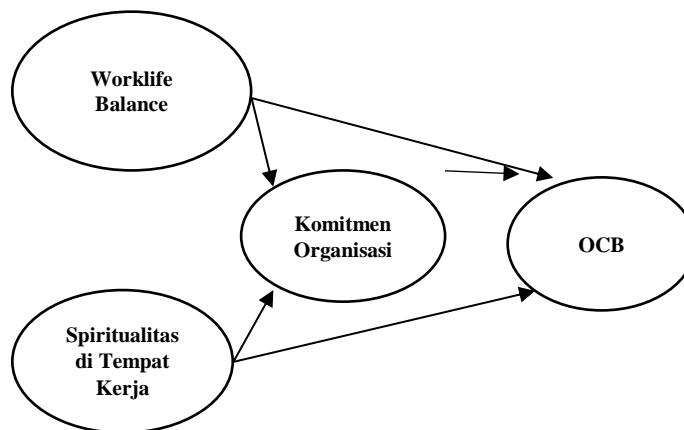 Worklife
Balance
Komitmen
Organisasi
OCB
Spiritualitas
di Tempat
Kerja